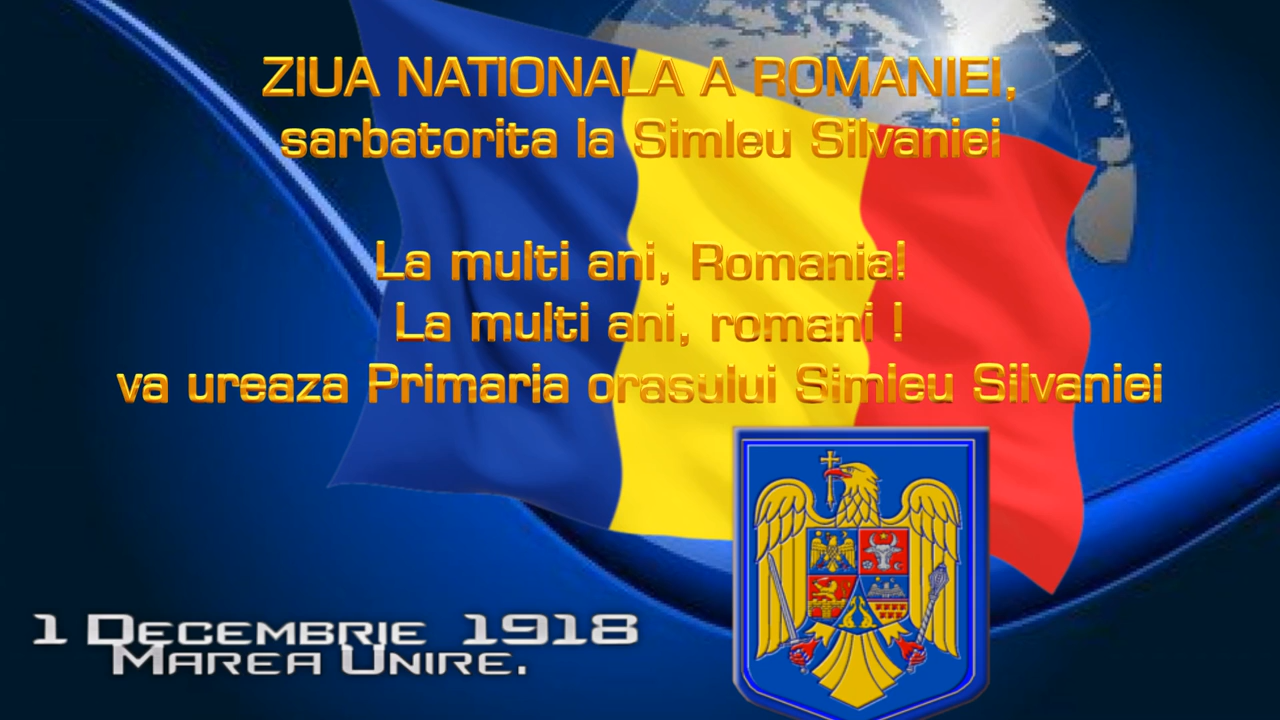 ZIUA NATIONALA A ROMANIEI,
sarbatorita la Simleu Silvaniei
La multi ani, Romania!
La multi ani, romani !
va ureaza Primaria orasului Simleu Silvaniei
1 Decembrie 1918
Marea Unire.